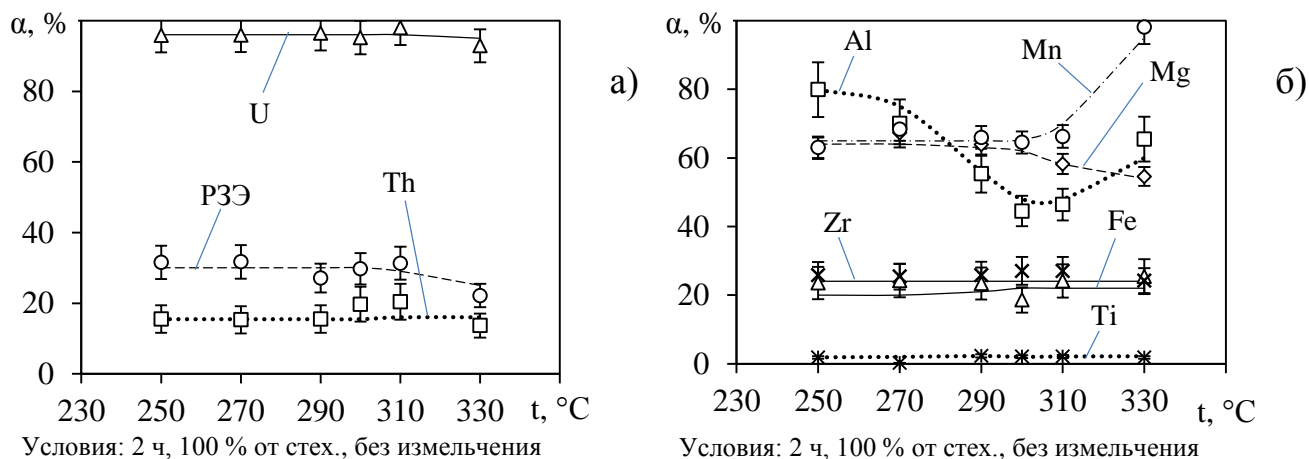 α, %
80
60
40
20
0
230 250 270 290 310 330 t, °C
U
РЗЭ
Th
а)
Условия: 2 ч, 100 % от стех., без измельчения
α, %
80
60
40
20
0
230 250 270 290 310 330 t, °C
Al
Mn
Mg
Zr
Fe
Ti
б)
Условия: 2 ч, 100 % от стех., без измельчения